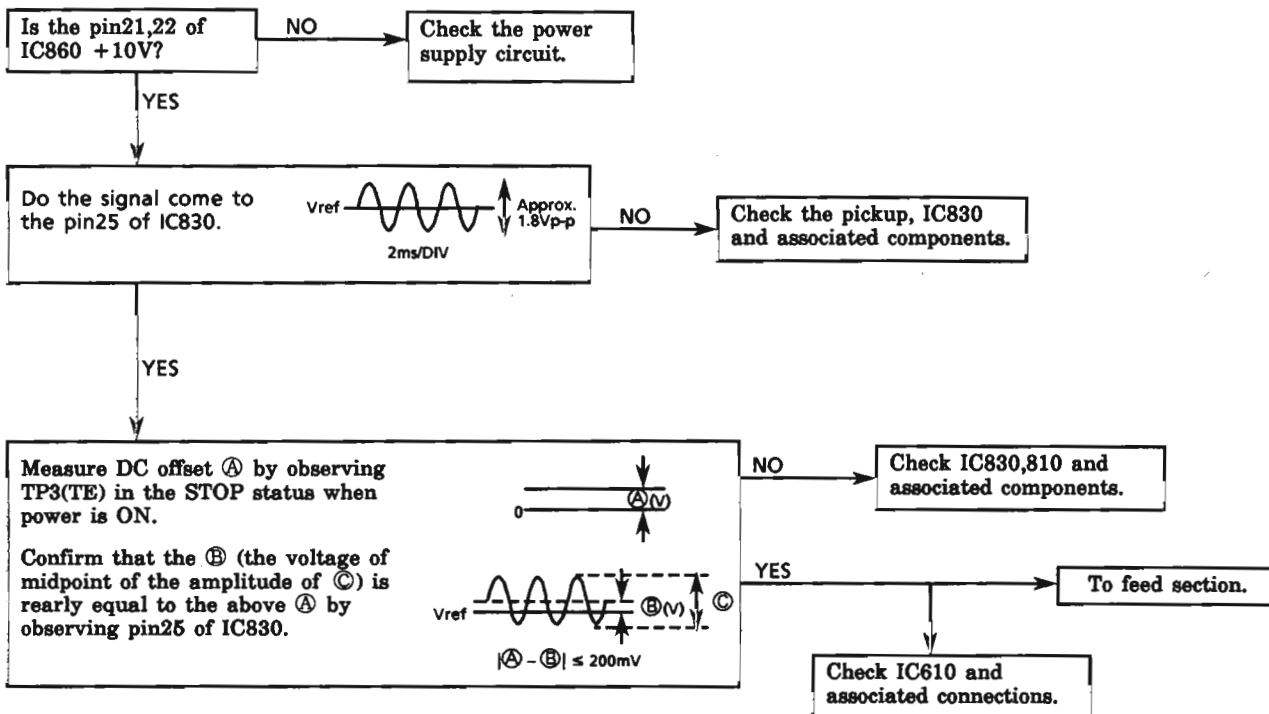 Is the pin21,22 of
IC860 +10V?
NO
Check the power
supply circuit.
YES
Do the signal come to
the pin25 of IC830.
Vref
Approx.
1.8Vp-p
2ms/DIV
NO
Check the pickup, IC830
and associated components.
YES
Measure DC offset Ⓐ by observing
TP3(TE) in the STOP status when
power is ON.
0
Ⓐ(V)
NO
Check IC830,810 and
associated components.
Confirm that the Ⓑ (the voltage of
midpoint of the amplitude of Ⓒ) is
rearly equal to the above Ⓐ by
observing pin25 of IC830.
Vref
Ⓑ(V)
Ⓒ
|Ⓐ - Ⓑ| ≤ 200mV
YES
To feed section.
Check IC610 and
associated connections.